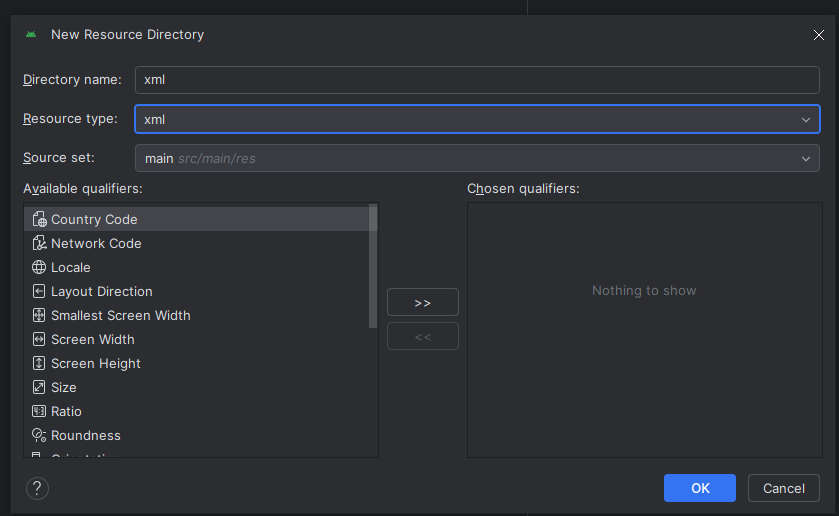 New Resource Directory
Directory name: xml
Resource type: xml
Source set: main src/main/res
Available qualifiers:
Chosen qualifiers:
Country Code
Network Code
Locale
Layout Direction
Smallest Screen Width
Screen Width
Screen Height
Size
Ratio
Roundness
>>
<<
Nothing to show
?
OK
Cancel